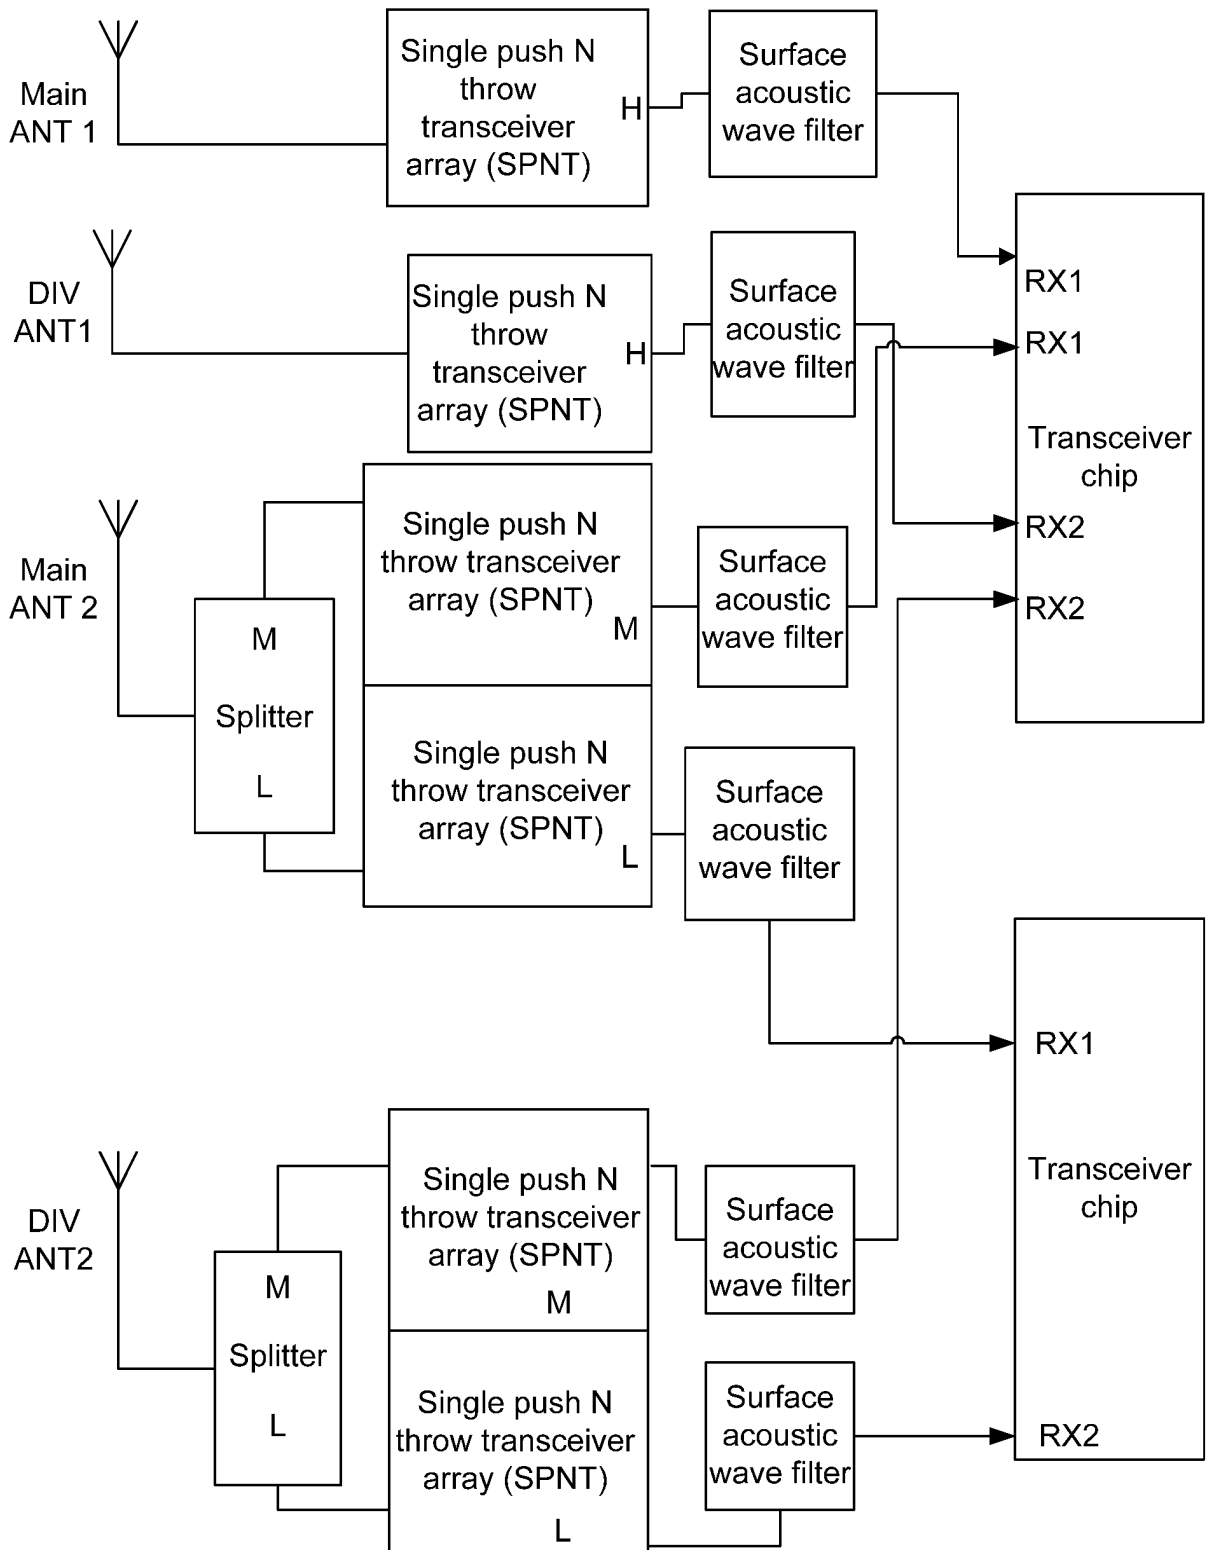 Main
ANT 1
Single push N
throw
transceiver
array (SPNT)
H
Surface
acoustic
wave filter
DIV
ANT1
Single push N
throw
transceiver
array (SPNT)
H
Surface
acoustic
wave filter
RX1
RX1
Transceiver
chip
RX2
RX2
Main
ANT 2
M
Splitter
L
Single push N
throw transceiver
array (SPNT)
M
Surface
acoustic
wave filter
Single push N
throw transceiver
array (SPNT)
L
Surface
acoustic
wave filter
RX1
Transceiver
chip
RX2
DIV
ANT2
M
Splitter
L
Single push N
throw transceiver
array (SPNT)
M
Surface
acoustic
wave filter
Single push N
throw transceiver
array (SPNT)
L
Surface
acoustic
wave filter